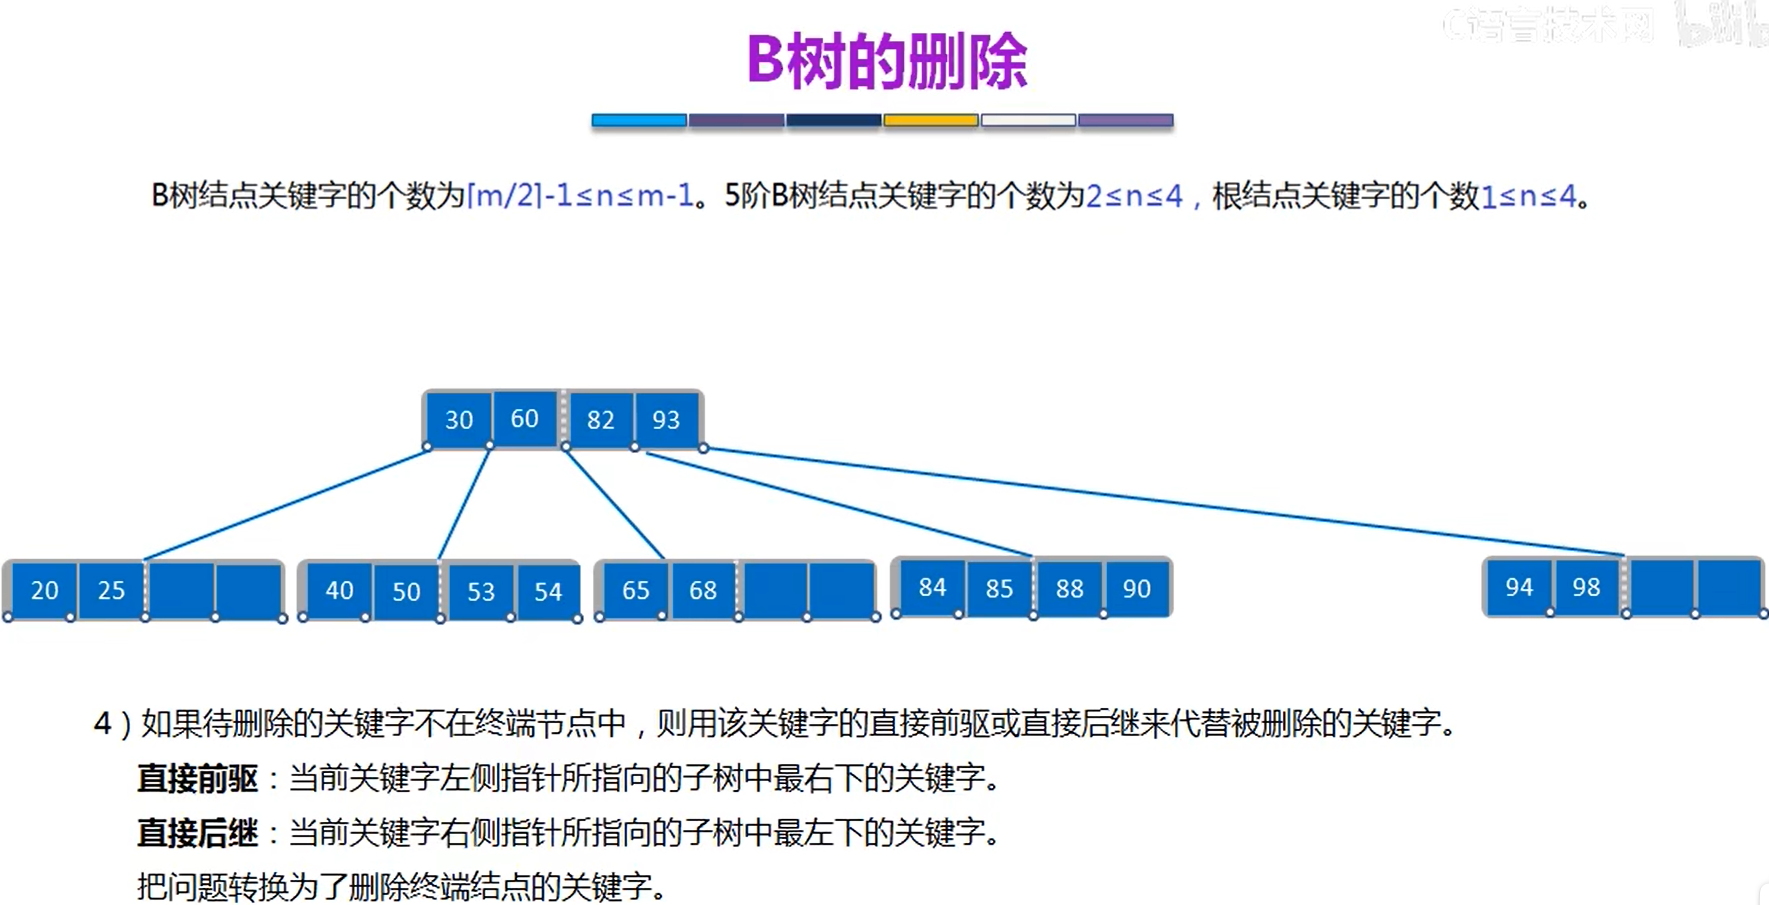 C语言技术网 bilibili
B树的删除
B树结点关键字的个数为⌈m/2⌉-1≤n≤m-1。5阶B树结点关键字的个数为2≤n≤4，根结点关键字的个数1≤n≤4。
30 60 82 93
20 25 40 50 53 54 65 68 84 85 88 90 94 98
4）如果待删除的关键字不在终端节点中，则用该关键字的直接前驱或直接后继来代替被删除的关键字。
直接前驱：当前关键字左侧指针所指向的子树中最右下的关键字。
直接后继：当前关键字右侧指针所指向的子树中最左下的关键字。
把问题转换为了删除终端结点的关键字。